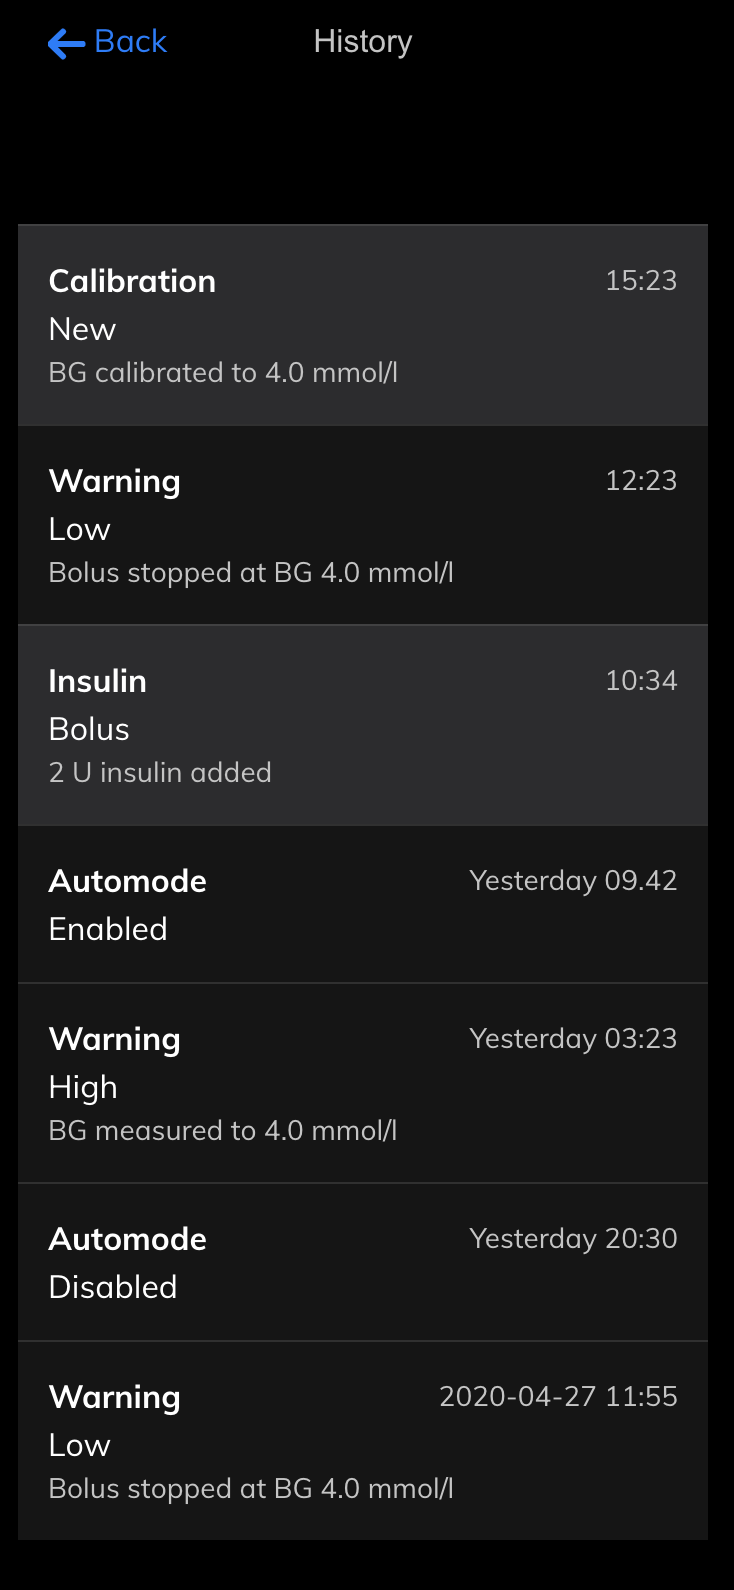 Back
History
Calibration 15:23
New
BG calibrated to 4.0 mmol/l
Warning 12:23
Low
Bolus stopped at BG 4.0 mmol/l
Insulin 10:34
Bolus
2 U insulin added
Automode Yesterday 09.42
Enabled
Warning Yesterday 03:23
High
BG measured to 4.0 mmol/l
Automode Yesterday 20:30
Disabled
Warning 2020-04-27 11:55
Low
Bolus stopped at BG 4.0 mmol/l